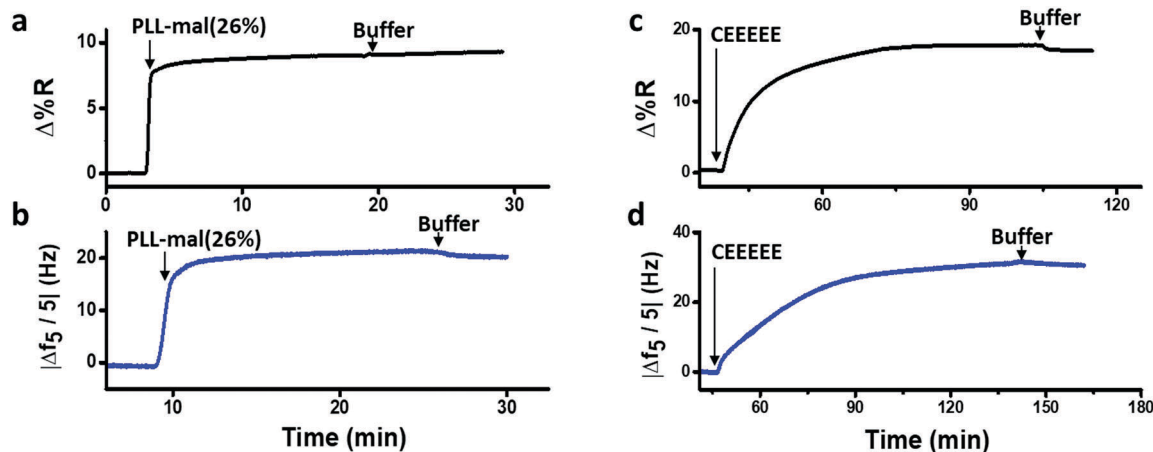 a
PLL-mal(26%)
Buffer
10
5
0
Δ%R
0
10
20
30
b
PLL-mal(26%)
Buffer
20
10
0
|Δf₅ / 5| (Hz)
10
20
30
Time (min)
c
CEEEEE
Buffer
20
10
0
Δ%R
60
90
120
d
CEEEEE
Buffer
40
20
0
|Δf₅ / 5| (Hz)
60
90
120
150
180
Time (min)